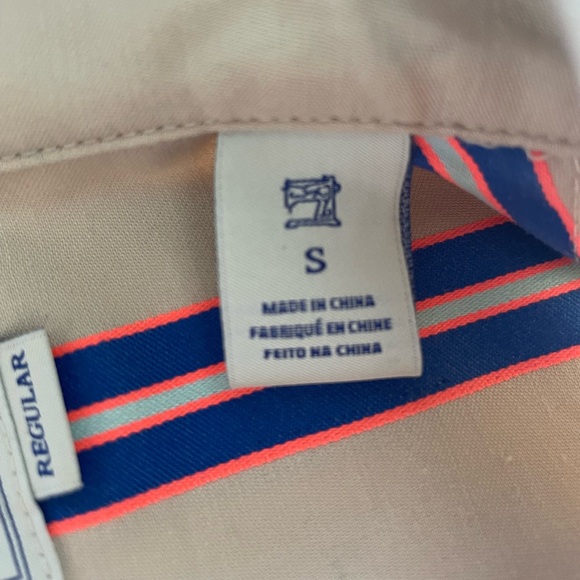 S
MADE IN CHINA
FABRIQUÉ EN CHINE
FEITO NA CHINA
REGULAR